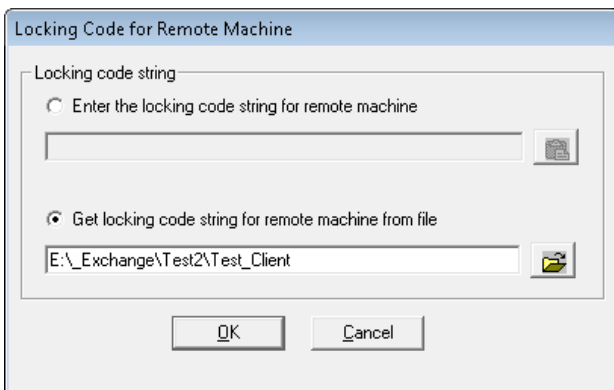 Locking Code for Remote Machine
Locking code string
Enter the locking code string for remote machine
Get locking code string for remote machine from file
E:\_Exchange\Test2\Test_Client
OK
Cancel